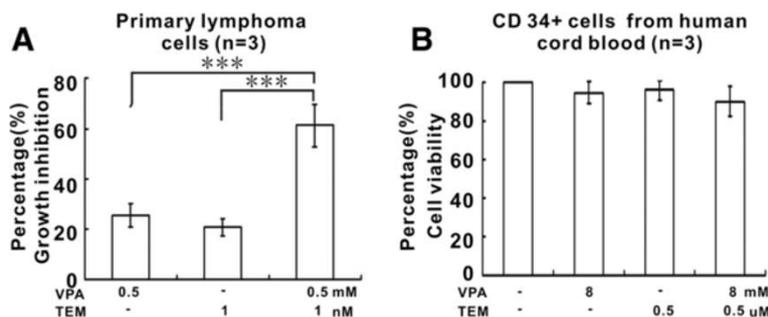 A
Primary lymphoma
cells (n=3)
***
***
Percentage(%)
Growth inhibition
80
60
40
20
0
VPA 0.5 - 0.5 mM
TEM - 1 1 nM
B
CD 34+ cells from human
cord blood (n=3)
Percentage(%)
Cell viability
100
80
60
40
20
0
VPA - 8 - 8 mM
TEM - - 0.5 0.5 uM